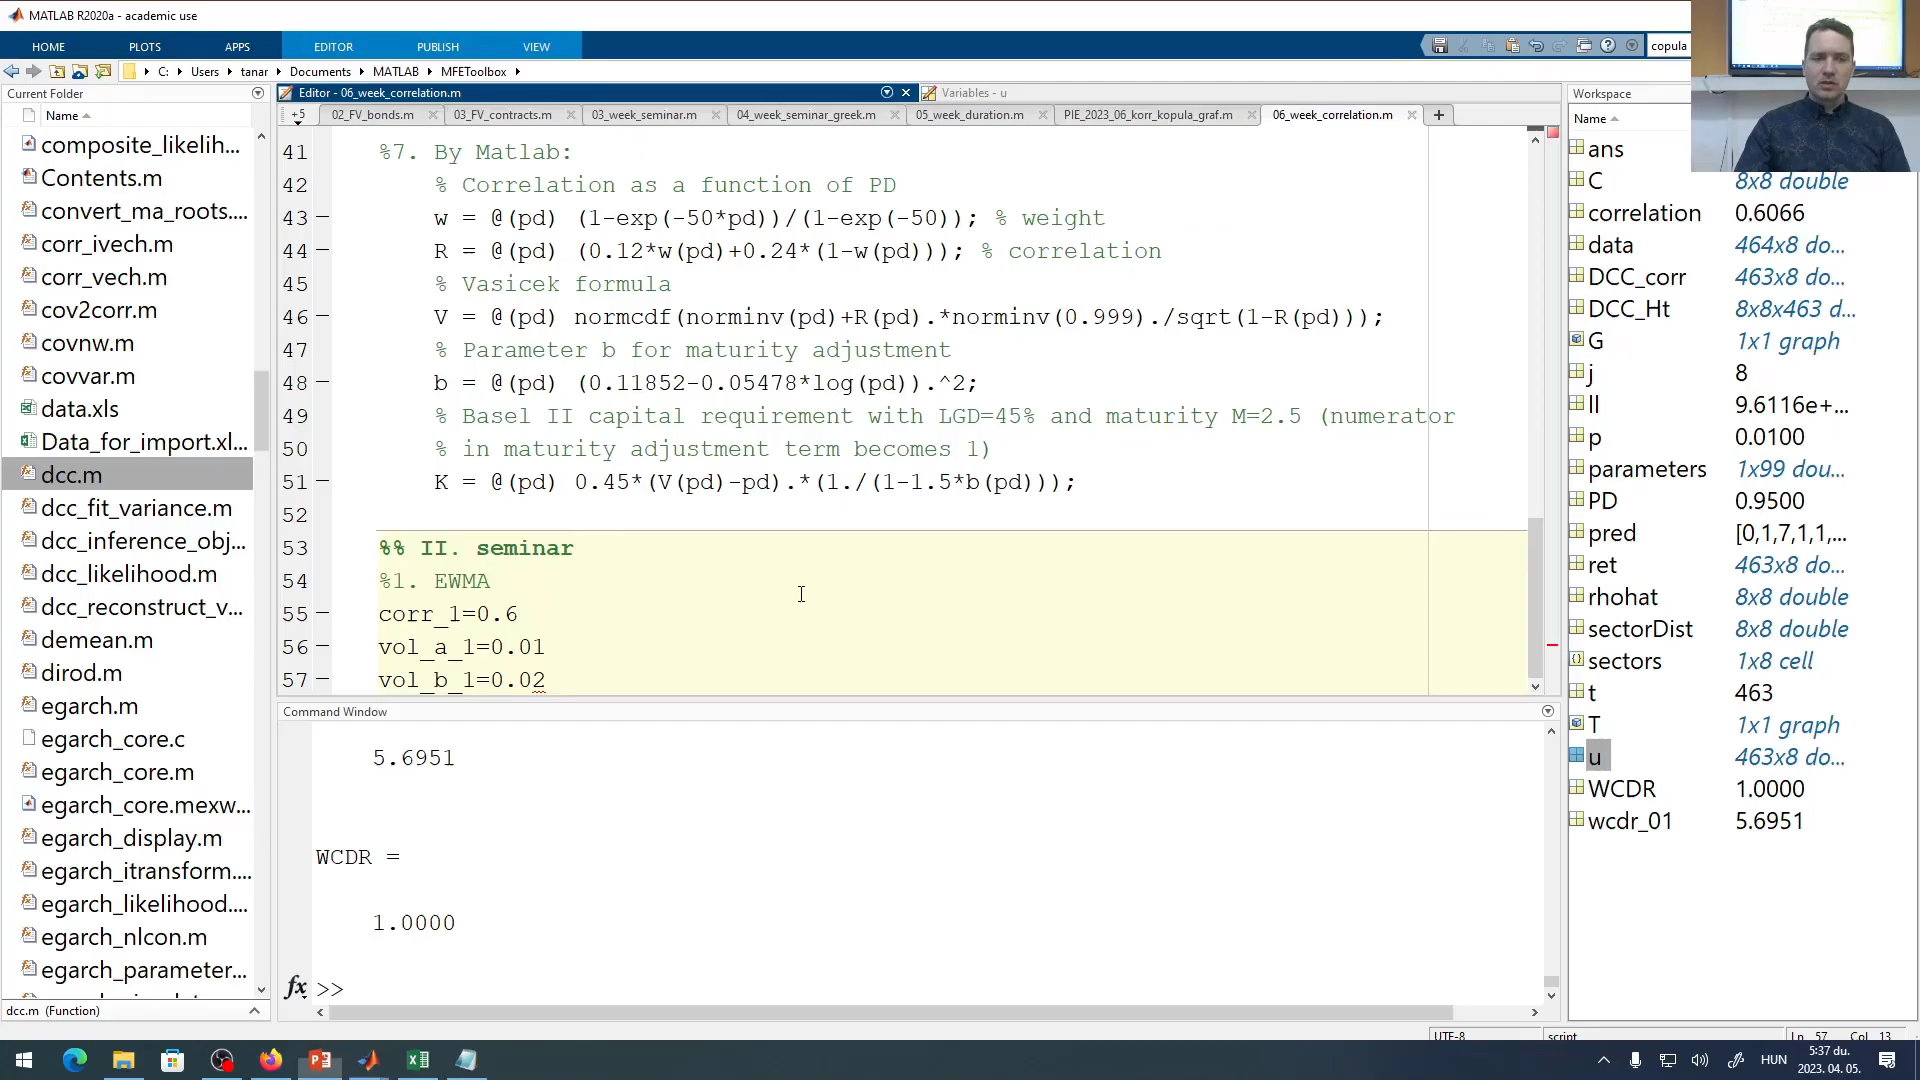 MATLAB R2020a - academic use
HOME PLOTS APPS EDITOR PUBLISH VIEW
copula
C: Users tanar Documents MATLAB MFEToolbox
Current Folder
Name
composite_likelih...
Contents.m
convert_ma_roots....
corr_ivech.m
corr_vech.m
cov2corr.m
covnw.m
covvar.m
data.xls
Data_for_import.xl...
dcc.m
dcc_fit_variance.m
dcc_inference_obj...
dcc_likelihood.m
dcc_reconstruct_v...
demean.m
dirod.m
egarch.m
egarch_core.c
egarch_core.m
egarch_core.mexw...
egarch_display.m
egarch_itransform....
egarch_likelihood....
egarch_nlcon.m
egarch_parameter...
dcc.m (Function)
Editor - 06_week_correlation.m
Variables - u
+5 02_FV_bonds.m 03_FV_contracts.m 03_week_seminar.m 04_week_seminar_greek.m 05_week_duration.m PIE_2023_06_korr_kopula_graf.m 06_week_correlation.m
41 %7. By Matlab:
42 % Correlation as a function of PD
43 w = @(pd) (1-exp(-50*pd))/(1-exp(-50)); % weight
44 R = @(pd) (0.12*w(pd)+0.24*(1-w(pd))); % correlation
45 % Vasicek formula
46 V = @(pd) normcdf(norminv(pd)+R(pd).*norminv(0.999)./sqrt(1-R(pd)));
47 % Parameter b for maturity adjustment
48 b = @(pd) (0.11852-0.05478*log(pd)).^2;
49 % Basel II capital requirement with LGD=45% and maturity M=2.5 (numerator
50 % in maturity adjustment term becomes 1)
51 K = @(pd) 0.45*(V(pd)-pd).*(1./(1-1.5*b(pd)));
52
53 %% II. seminar
54 %1. EWMA
55 corr_1=0.6
56 vol_a_1=0.01
57 vol_b_1=0.02
Command Window
5.6951
WCDR =
1.0000
fx >>
Workspace
Name
ans
C 8x8 double
correlation 0.6066
data 464x8 do...
DCC_corr 463x8 do...
DCC_Ht 8x8x463 d...
G 1x1 graph
j 8
ll 9.6116e+...
p 0.0100
parameters 1x99 dou...
PD 0.9500
pred [0,1,7,1,1,...
ret 463x8 do...
rhohat 8x8 double
sectorDist 8x8 double
sectors 1x8 cell
t 463
T 1x1 graph
u 463x8 do...
WCDR 1.0000
wcdr_01 5.6951
UTF-8 script Ln 57 Col 13
HUN
5:37 du.
2023. 04. 05.